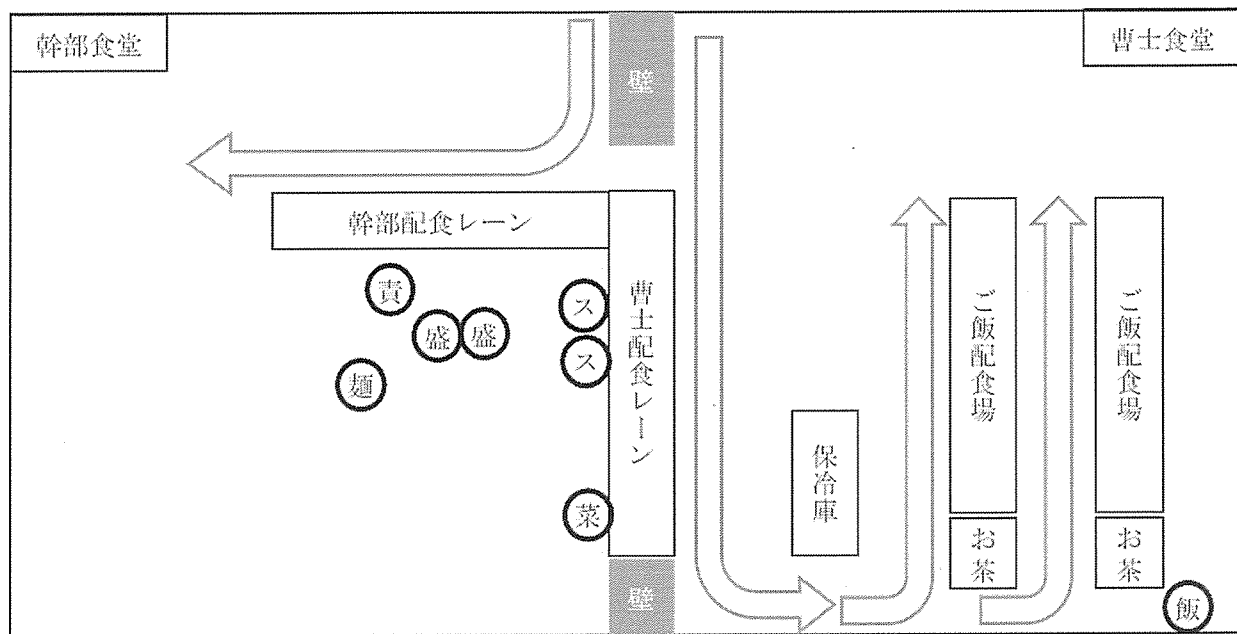 幹部食堂
壁
曹士食堂
幹部配食レーン
曹士配食レーン
責
盛
盛
麺
ス
ス
菜
保冷庫
ご飯配食場
ご飯配食場
お茶
お茶
飯
壁